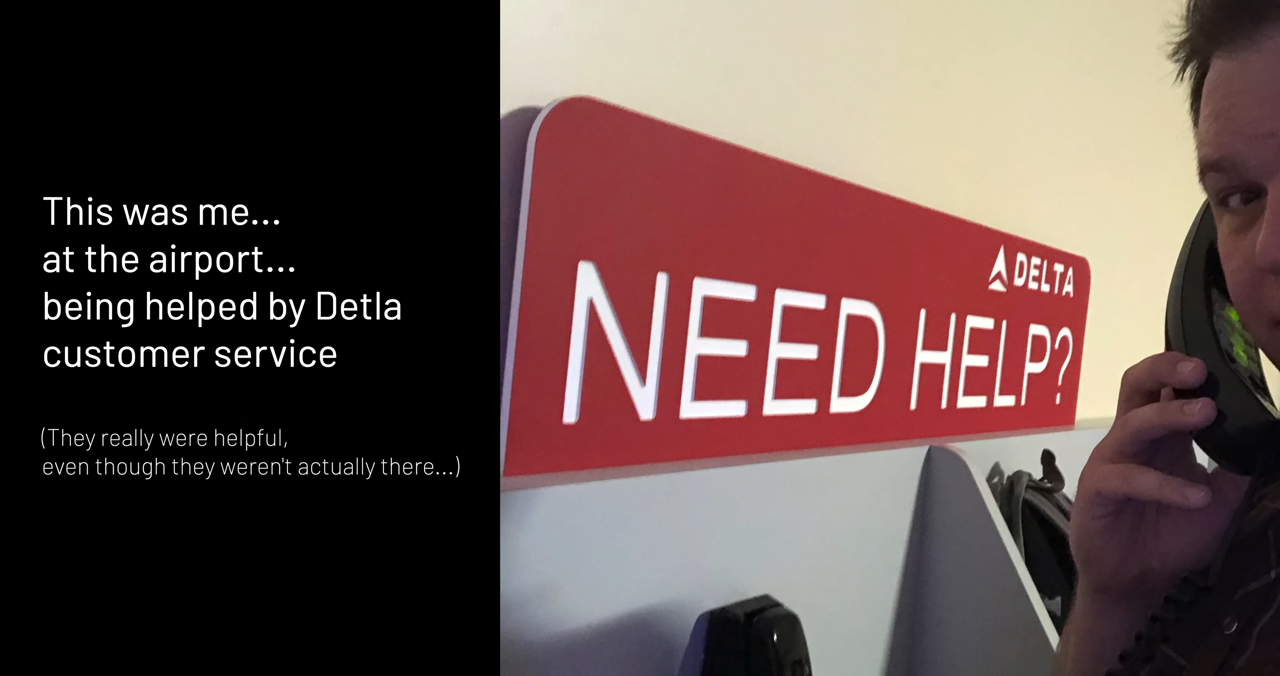 This was me...
at the airport...
being helped by Detla
customer service
(They really were helpful,
even though they weren't actually there...)
DELTA
NEED HELP?